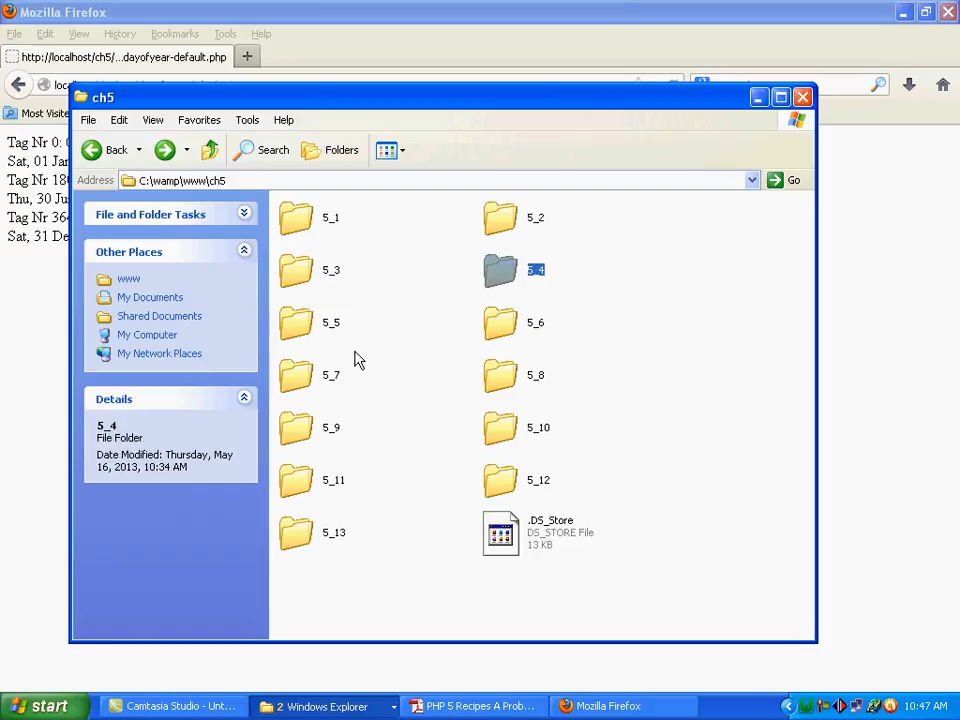 Mozilla Firefox
File Edit View History Bookmarks Tools Help
http://localhost/ch5/...dayofyear-default.php
Most Visite
Tag Nr 0:
Sat, 01 Jan
Tag Nr 180
Thu, 30 Ju
Tag Nr 364
Sat, 31 De
ch5
File Edit View Favorites Tools Help
Back Search Folders
Address C:\wamp\www\ch5 Go
File and Folder Tasks
Other Places
www
My Documents
Shared Documents
My Computer
My Network Places
Details
5_4
File Folder
Date Modified: Thursday, May
16, 2013, 10:34 AM
5_1 5_2
5_3 5_4
5_5 5_6
5_7 5_8
5_9 5_10
5_11 5_12
5_13
.DS_Store
DS_STORE File
13 KB
start Camtasia Studio - Unt... 2 Windows Explorer PHP 5 Recipes A Prob... Mozilla Firefox 10:47 AM